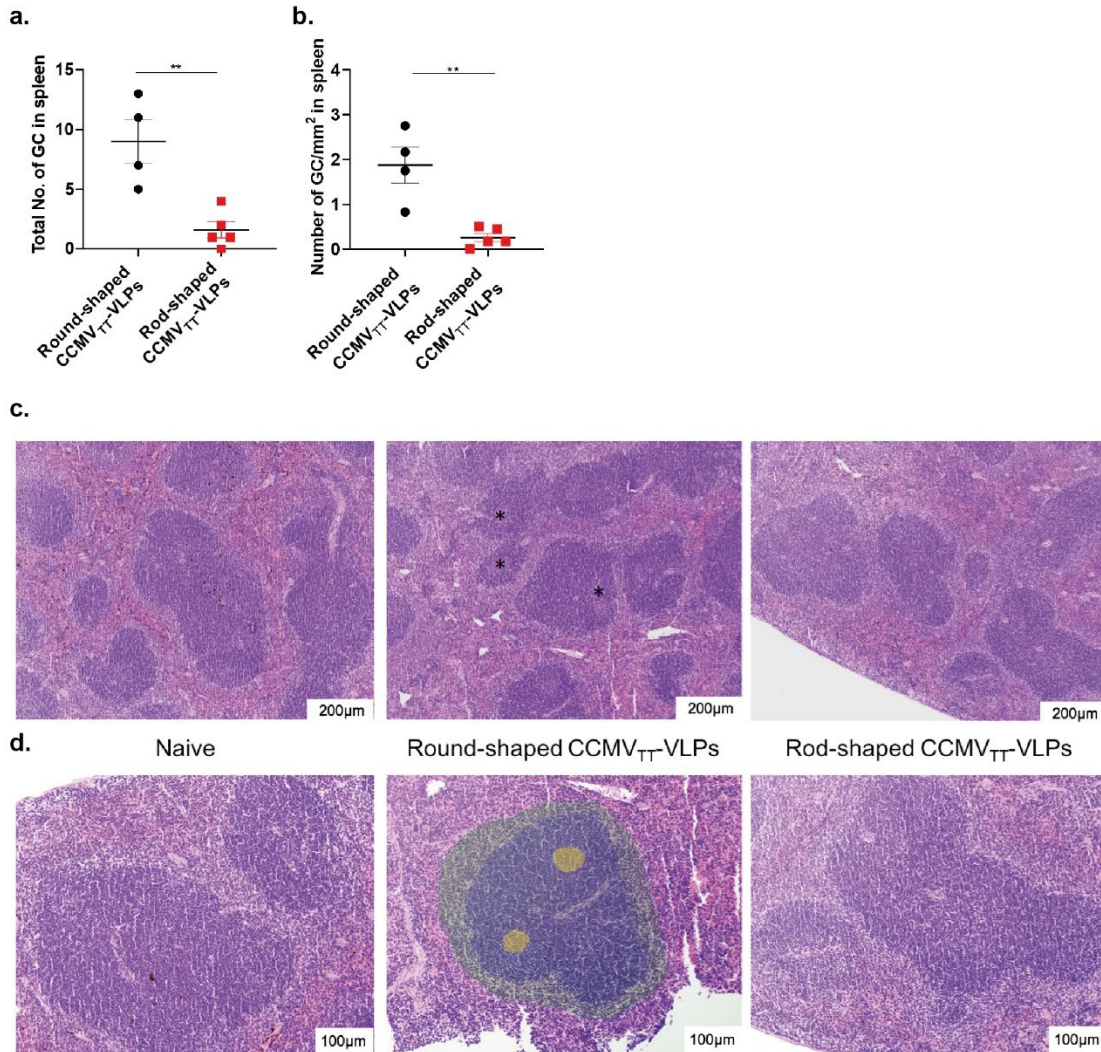 a.
b.
Total No. of GC in spleen
15
10
5
0
**
Round-shaped
CCMVTT-VLPs
Rod-shaped
CCMVTT-VLPs
Number of GC/mm² in spleen
4
3
2
1
0
**
Round-shaped
CCMVTT-VLPs
Rod-shaped
CCMVTT-VLPs
c.
*
*
*
200µm
200µm
200µm
d.
Naive
Round-shaped CCMVTT-VLPs
Rod-shaped CCMVTT-VLPs
100µm
100µm
100µm